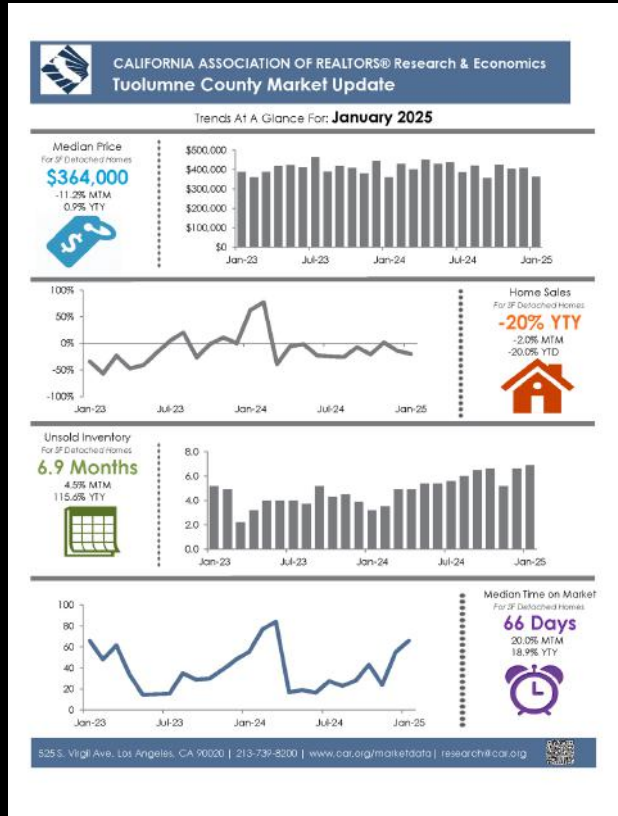 CALIFORNIA ASSOCIATION OF REALTORS® Research & Economics
Tuolumne County Market Update
Trends At A Glance For: January 2025
Median Price
For SF Detached Homes
$364,000
-11.2% MTM
0.9% YTY
$
$500,000
$400,000
$300,000
$200,000
$100,000
$0
Jan-23 Jul-23 Jan-24 Jul-24 Jan-25
100%
50%
0%
-50%
-100%
Jan-23 Jul-23 Jan-24 Jul-24 Jan-25
Home Sales
For SF Detached Homes
-20% YTY
-2.0% MTM
-20.0% YTD
Unsold Inventory
For SF Detached Homes
6.9 Months
4.5% MTM
115.6% YTY
8.0
6.0
4.0
2.0
0.0
Jan-23 Jul-23 Jan-24 Jul-24 Jan-25
100
80
60
40
20
0
Jan-23 Jul-23 Jan-24 Jul-24 Jan-25
Median Time on Market
For SF Detached Homes
66 Days
20.0% MTM
18.9% YTY
525 S. Virgil Ave. Los Angeles, CA 90020 | 213-739-8200 | www.car.org/marketdata | research@car.org